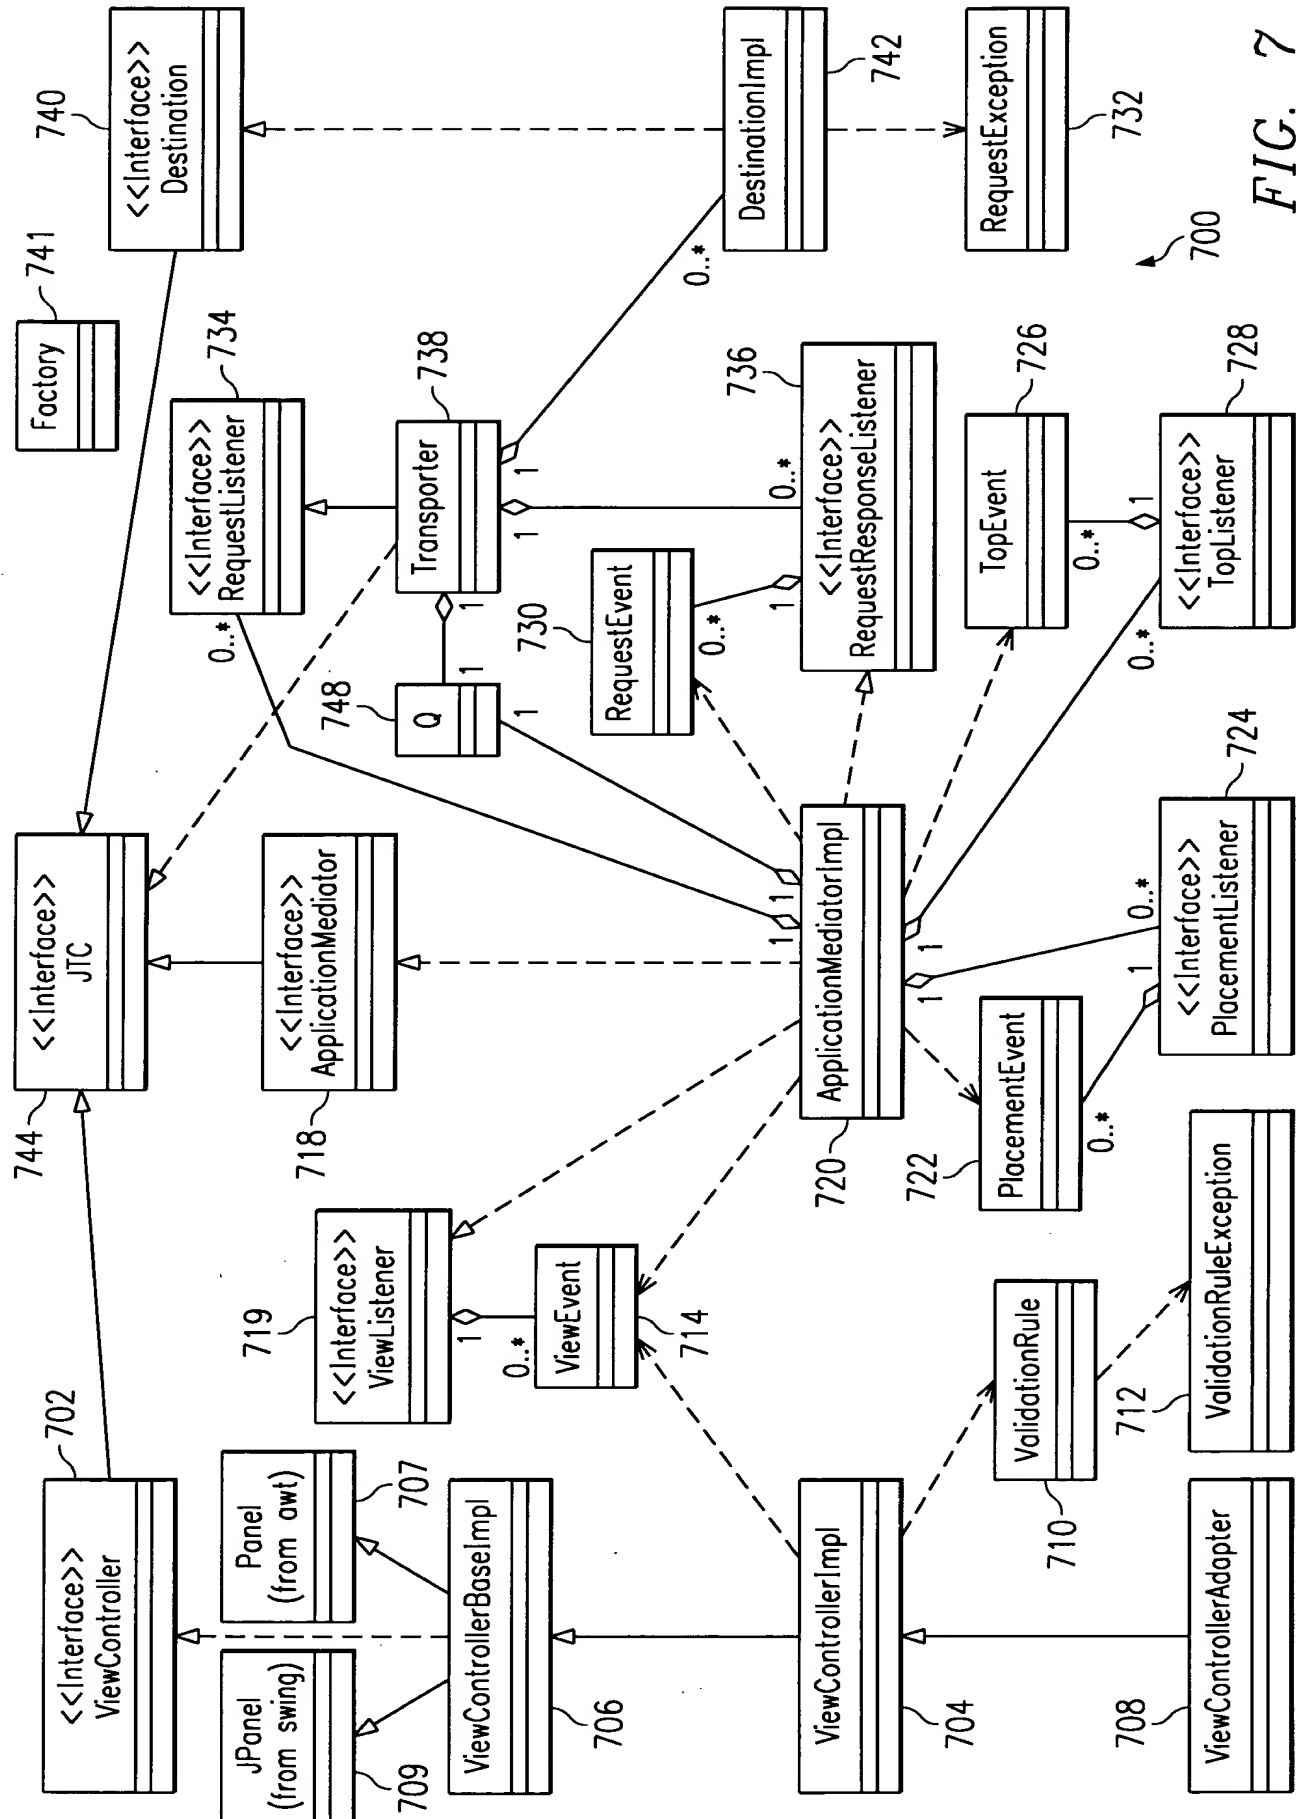 702
<<Interface>>
ViewController
JPanel
(from swing)
709
Panel
(from awt)
707
ViewControllerBaseImpl
706
ViewControllerImpl
704
ViewControllerAdapter
708
ValidationRule
710
ValidationRuleException
712
719
<<Interface>>
ViewListener
1
0..*
ViewEvent
714
744
<<Interface>>
JTC
<<Interface>>
ApplicationMediator
718
ApplicationMediatorImpl
720
1
1
1
1
PlacementEvent
722
0..*
1
0..*
<<Interface>>
PlacementListener
724
Factory
741
<<Interface>>
RequestListener
734
0..*
Transporter
738
1
1
1
748
Q
1
1
730
RequestEvent
0..*
1
0..*
<<Interface>>
RequestResponseListener
736
TopEvent
726
0..*
1
0..*
<<Interface>>
TopListener
728
740
<<Interface>>
Destination
0..*
DestinationImpl
742
RequestException
732
700
FIG. 7